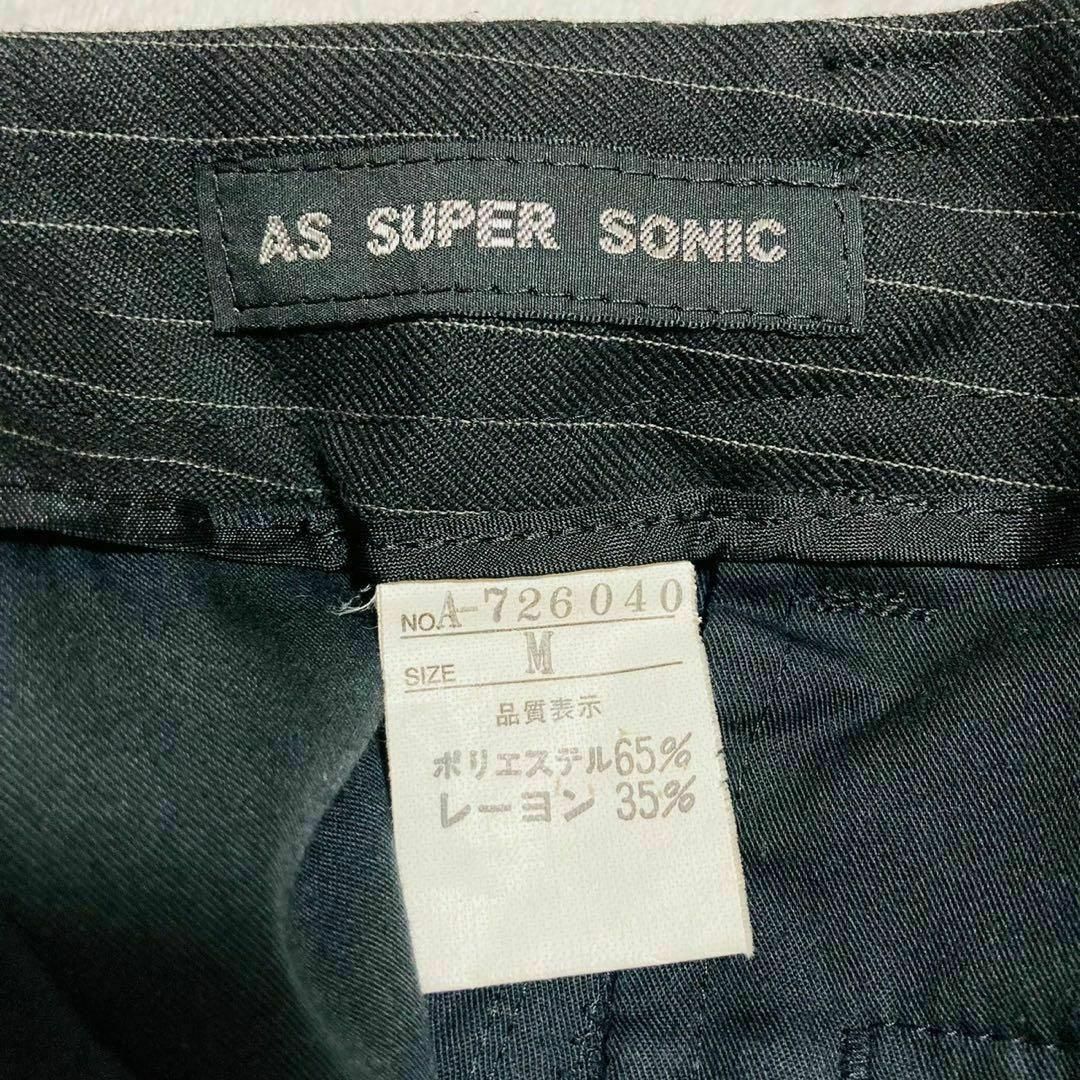 AS SUPER SONIC
NO.A-726040
SIZE M
品質表示
ポリエステル65%
レーヨン 35%